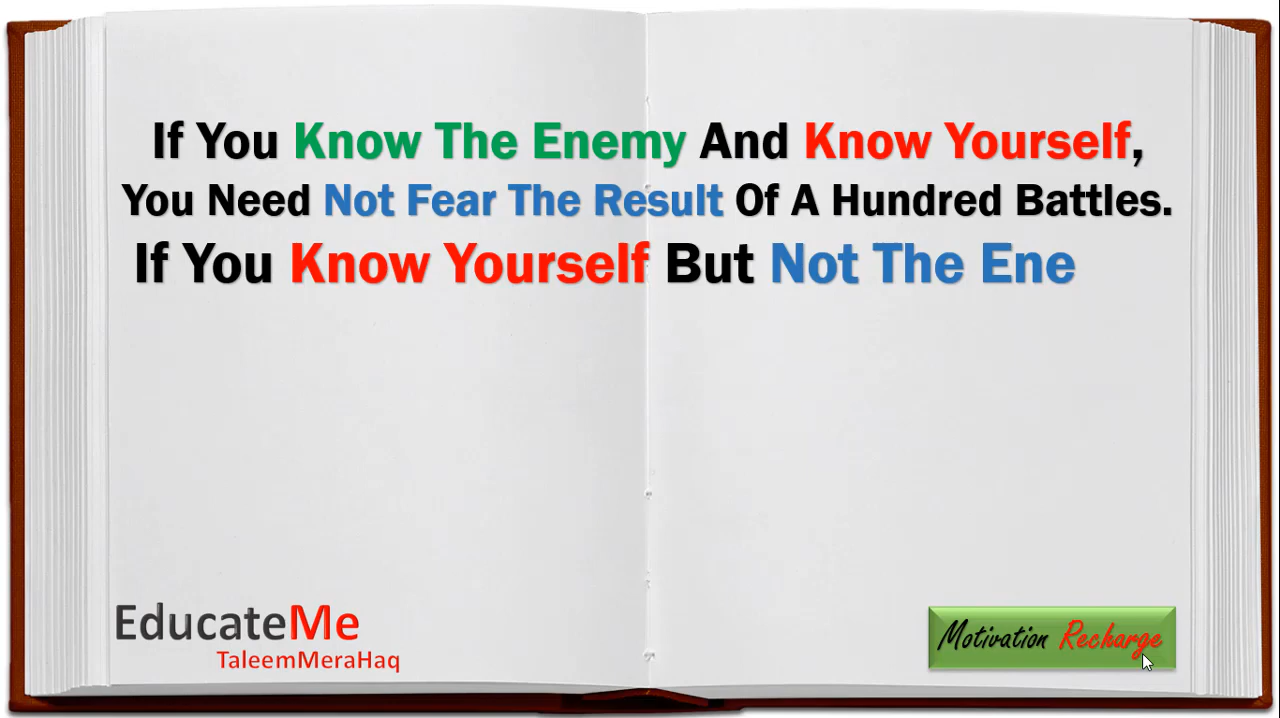 If You Know The Enemy And Know Yourself,
You Need Not Fear The Result Of A Hundred Battles.
If You Know Yourself But Not The Ene
EducateMe
TaleemMeraHaq
Motivation Recharge